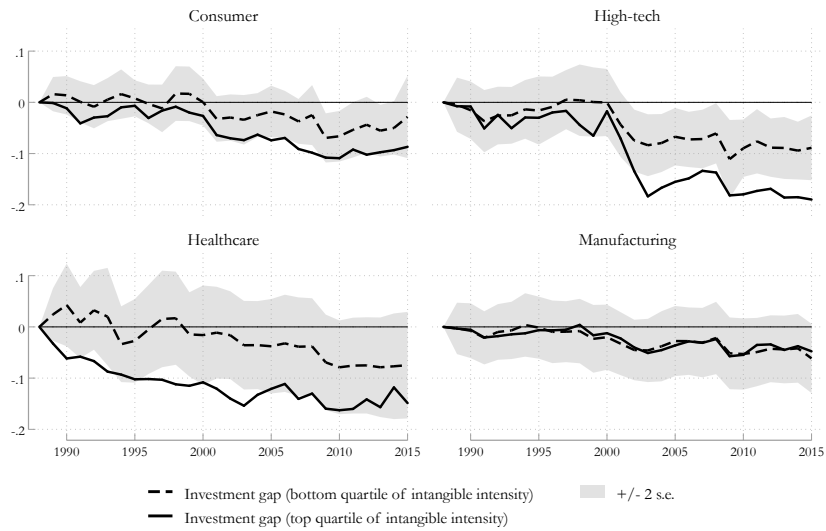 Consumer
High-tech
.1
0
-.1
-.2
Healthcare
Manufacturing
.1
0
-.1
-.2
1990 1995 2000 2005 2010 2015 1990 1995 2000 2005 2010 2015
Investment gap (bottom quartile of intangible intensity) +/- 2 s.e.
Investment gap (top quartile of intangible intensity)